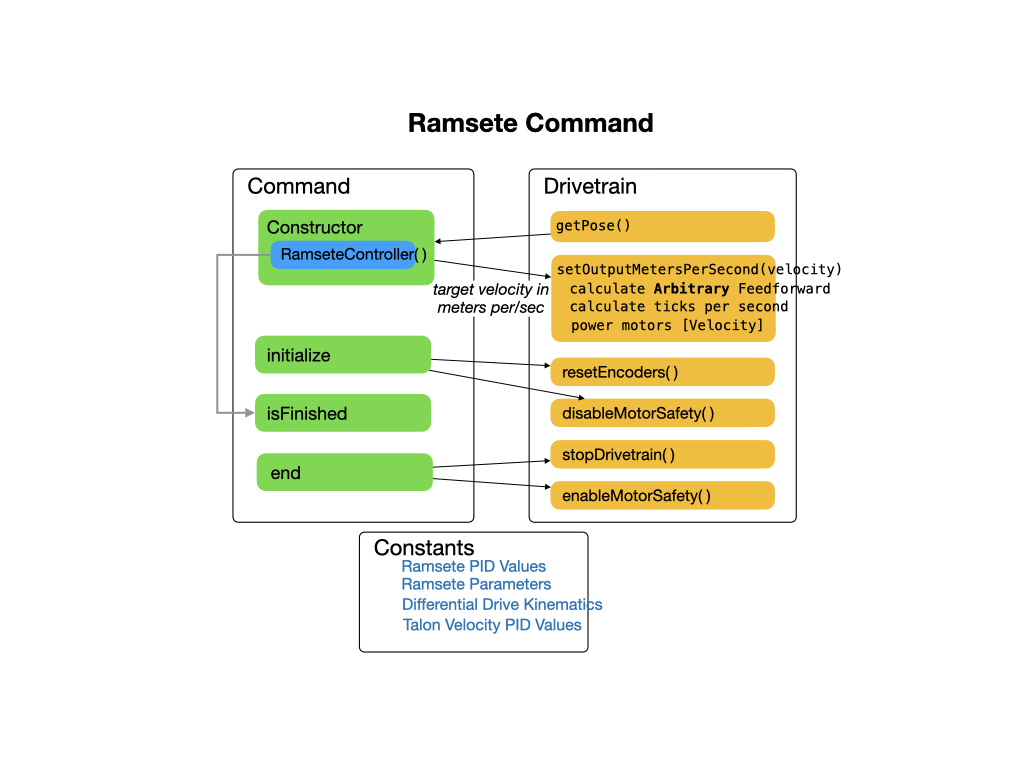 Ramsete Command
Command
Constructor
RamseteController()
initialize
isFinished
end
target velocity in
meters per/sec
Drivetrain
getPose()
setOutputMetersPerSecond(velocity)
calculate Arbitrary Feedforward
calculate ticks per second
power motors [Velocity]
resetEncoders()
disableMotorSafety()
stopDrivetrain()
enableMotorSafety()
Constants
Ramsete PID Values
Ramsete Parameters
Differential Drive Kinematics
Talon Velocity PID Values